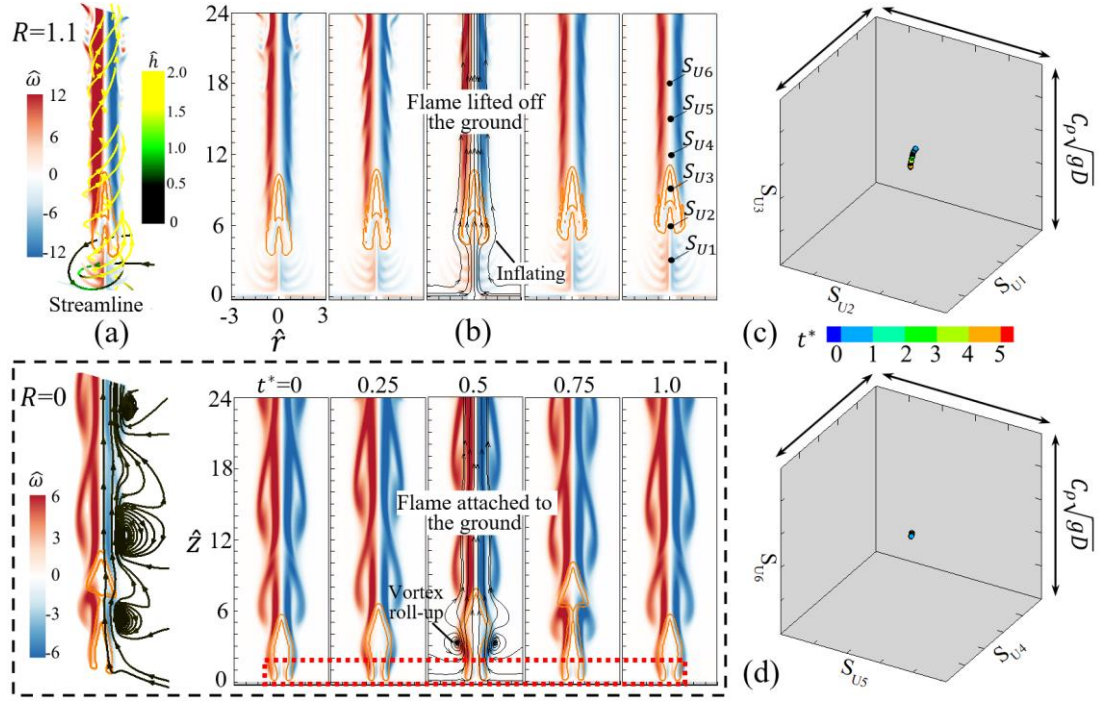 R=1.1
ω̂
12
6
0
-6
-12
ĥ
2.0
1.5
1.0
0.5
0
Streamline
(a)
24
18
12
6
0
-3 0 3
r̂
Flame lifted off
the ground
Inflating
S_U6
S_U5
S_U4
S_U3
S_U2
S_U1
(b)
S_U3
S_U2
S_U1
C_ρ√gD
(c)
t* 0 1 2 3 4 5
R=0
ω̂
6
3
0
-3
-6
ẑ
24
18
12
6
0
t*=0 0.25 0.5 0.75 1.0
Flame attached to
the ground
Vortex
roll-up
S_U6
S_U5
S_U4
C_ρ√gD
(d)